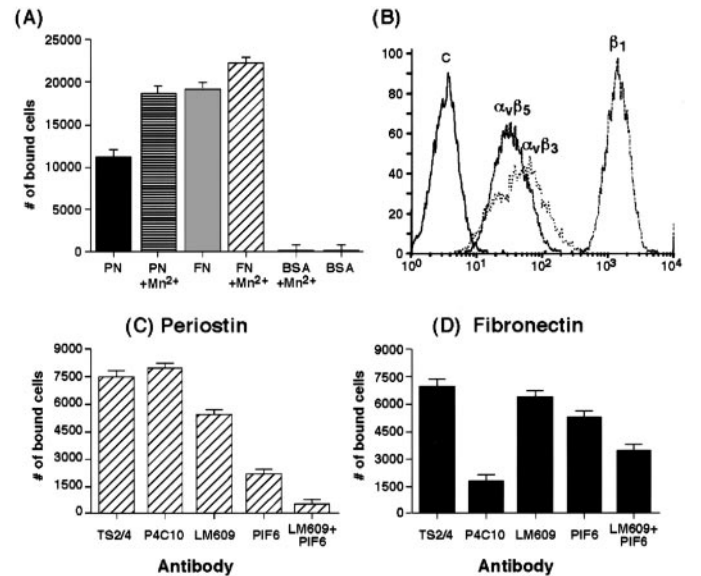 (A)
25000
20000
15000
10000
5000
0
# of bound cells
PN
PN
+Mn2+
FN
FN
+Mn2+
BSA
+Mn2+
BSA
(B)
100
80
60
40
20
0
C
αvβ5
αvβ3
β1
10⁰
10¹
10²
10³
10⁴
(C) Periostin
9000
7500
6000
4500
3000
1500
0
# of bound cells
TS2/4
P4C10
LM609
PIF6
LM609+
PIF6
Antibody
(D) Fibronectin
9000
7500
6000
4500
3000
1500
0
# of bound cells
TS2/4
P4C10
LM609
PIF6
LM609+
PIF6
Antibody